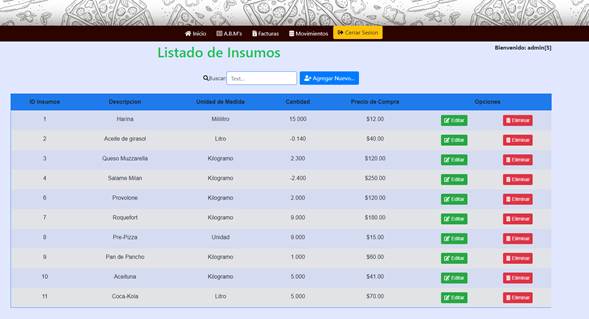 Inicio A.B.M's Facturas Movimientos Cerrar Sesion
Bienvenido: admin[5]
Listado de Insumos
Buscar: Text... Agregar Nuevo...
ID Insumos Descripcion Unidad de Medida Cantidad Precio de Compra Opciones
1 Harina Mililitro 15.000 $12.00 Editar Eliminar
2 Aceite de girasol Litro -0.140 $40.00 Editar Eliminar
3 Queso Muzzarella Kilogramo 2.300 $120.00 Editar Eliminar
4 Salame Milan Kilogramo -2.400 $250.00 Editar Eliminar
6 Provolone Kilogramo 2.000 $120.00 Editar Eliminar
7 Roquefort Kilogramo 9.000 $180.00 Editar Eliminar
8 Pre-Pizza Unidad 9.000 $15.00 Editar Eliminar
9 Pan de Pancho Kilogramo 1.000 $60.00 Editar Eliminar
10 Aceituna Kilogramo 5.000 $41.00 Editar Eliminar
11 Coca-Kola Litro 5.000 $70.00 Editar Eliminar